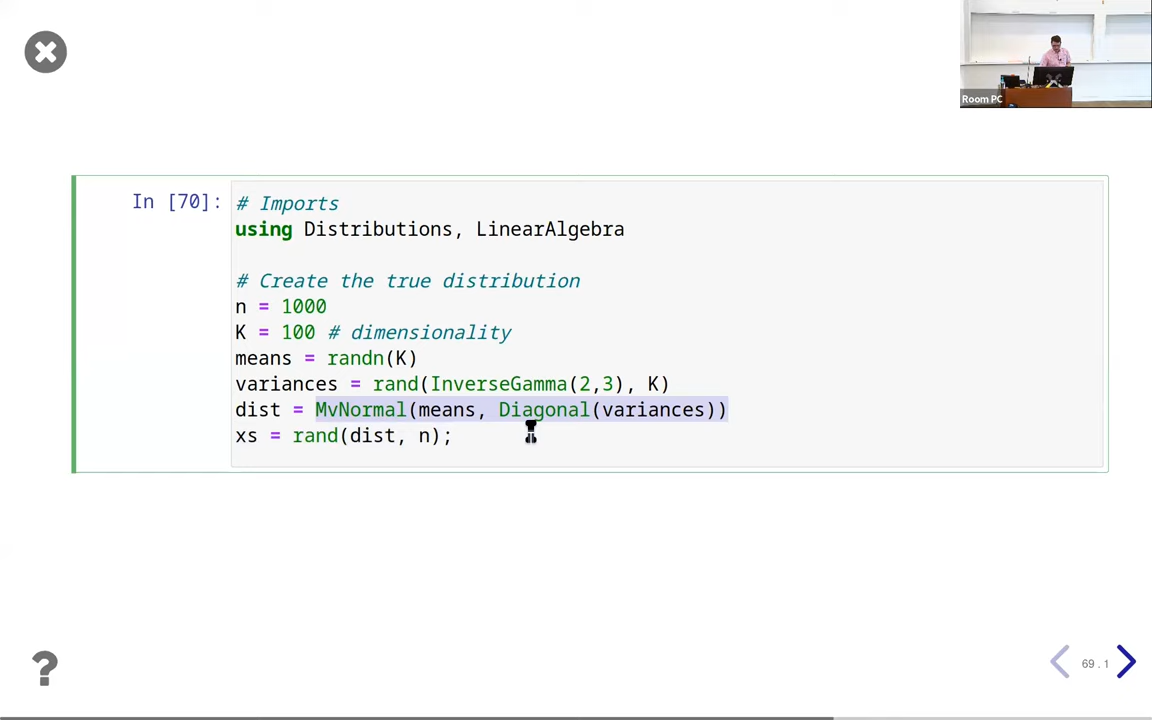 Room PC
In [70]:
# Imports
using Distributions, LinearAlgebra
# Create the true distribution
n = 1000
K = 100 # dimensionality
means = randn(K)
variances = rand(InverseGamma(2,3), K)
dist = MvNormal(means, Diagonal(variances))
xs = rand(dist, n);
?
69 . 1